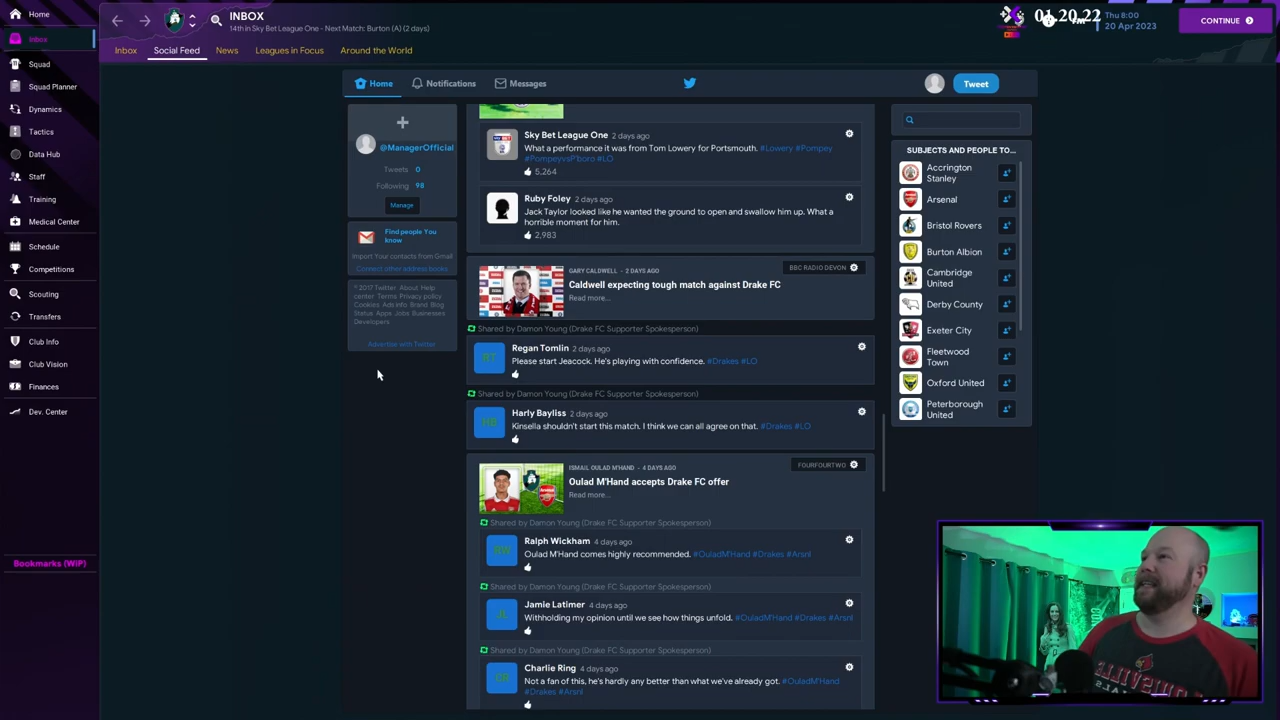 Home
Inbox
Squad
Squad Planner
Dynamics
Tactics
Data Hub
Staff
Training
Medical Center
Schedule
Competitions
Scouting
Transfers
Club Info
Club Vision
Finances
Dev. Center
Bookmarks (WiP)
INBOX
14th in Sky Bet League One - Next Match: Burton (A) (2 days)
01.20.22
Thu 8:00
20 Apr 2023
CONTINUE
Inbox
Social Feed
News
Leagues in Focus
Around the World
Home
Notifications
Messages
Tweet
@ManagerOfficial
Tweets 0
Following 98
Manage
Find people You
know
Import Your contacts from Gmail
Connect other address books
© 2017 Twitter About Help
center Terms Privacy policy
Cookies Ads info Brand Blog
Status Apps Jobs Businesses
Developers
Advertise with Twitter
Sky Bet League One 2 days ago
What a performance it was from Tom Lowery for Portsmouth. #Lowery #Pompey
#PompeyvsP'boro #LO
5,264
Ruby Foley 2 days ago
Jack Taylor looked like he wanted the ground to open and swallow him up. What a
horrible moment for him.
2,983
GARY CALDWELL - 2 DAYS AGO
BBC RADIO DEVON
Caldwell expecting tough match against Drake FC
Read more...
Shared by Damon Young (Drake FC Supporter Spokesperson)
RT
Regan Tomlin 2 days ago
Please start Jeacock. He's playing with confidence. #Drakes #LO
Shared by Damon Young (Drake FC Supporter Spokesperson)
HB
Harly Bayliss 2 days ago
Kinsella shouldn't start this match. I think we can all agree on that. #Drakes #LO
ISMAIL OULAD M'HAND - 4 DAYS AGO
FOURFOURTWO
Oulad M'Hand accepts Drake FC offer
Read more...
Shared by Damon Young (Drake FC Supporter Spokesperson)
RW
Ralph Wickham 4 days ago
Oulad M'Hand comes highly recommended. #OuladM'Hand #Drakes #Arsnl
Shared by Damon Young (Drake FC Supporter Spokesperson)
JL
Jamie Latimer 4 days ago
Withholding my opinion until we see how things unfold. #OuladM'Hand #Drakes #Arsnl
Shared by Damon Young (Drake FC Supporter Spokesperson)
CR
Charlie Ring 4 days ago
Not a fan of this, he's hardly any better than what we've already got. #OuladM'Hand
#Drakes #Arsnl
SUBJECTS AND PEOPLE TO...
Accrington
Stanley
Arsenal
Bristol Rovers
Burton Albion
Cambridge
United
Derby County
Exeter City
Fleetwood
Town
Oxford United
Peterborough
United